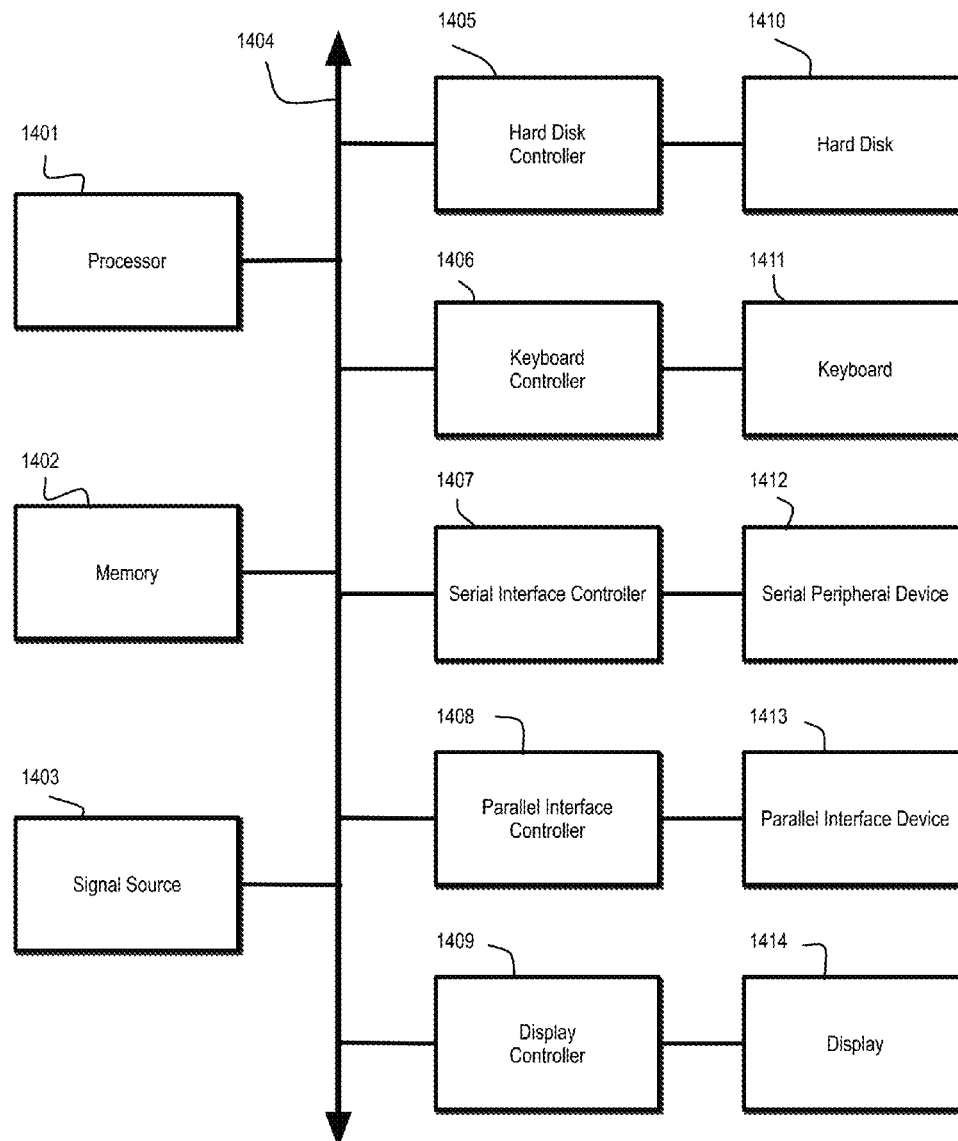 1404
1405
1410
Hard Disk
Controller
Hard Disk
1401
Processor
1406
1411
Keyboard
Controller
Keyboard
1402
Memory
1407
1412
Serial Interface Controller
Serial Peripheral Device
1408
1413
Parallel Interface
Controller
Parallel Interface Device
1403
Signal Source
1409
1414
Display
Controller
Display